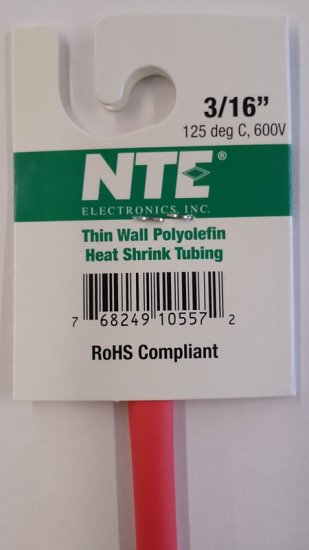 3/16”
125 deg C, 600V
NTE®
ELECTRONICS, INC.
Thin Wall Polyolefin
Heat Shrink Tubing
7 68249 10557 2
RoHS Compliant